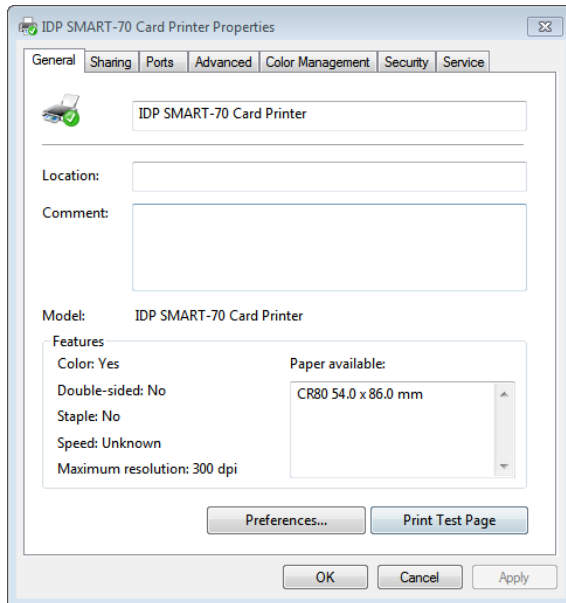 IDP SMART-70 Card Printer Properties
General Sharing Ports Advanced Color Management Security Service
IDP SMART-70 Card Printer
Location:
Comment:
Model: IDP SMART-70 Card Printer
Features
Color: Yes Paper available:
Double-sided: No CR80 54.0 x 86.0 mm
Staple: No
Speed: Unknown
Maximum resolution: 300 dpi
Preferences... Print Test Page
OK Cancel Apply